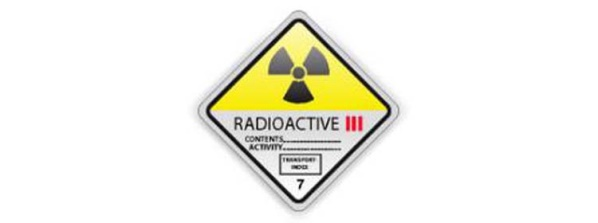 RADIOACTIVE III
CONTENTS....................
ACTIVITY....................
TRANSPORT
INDEX
7